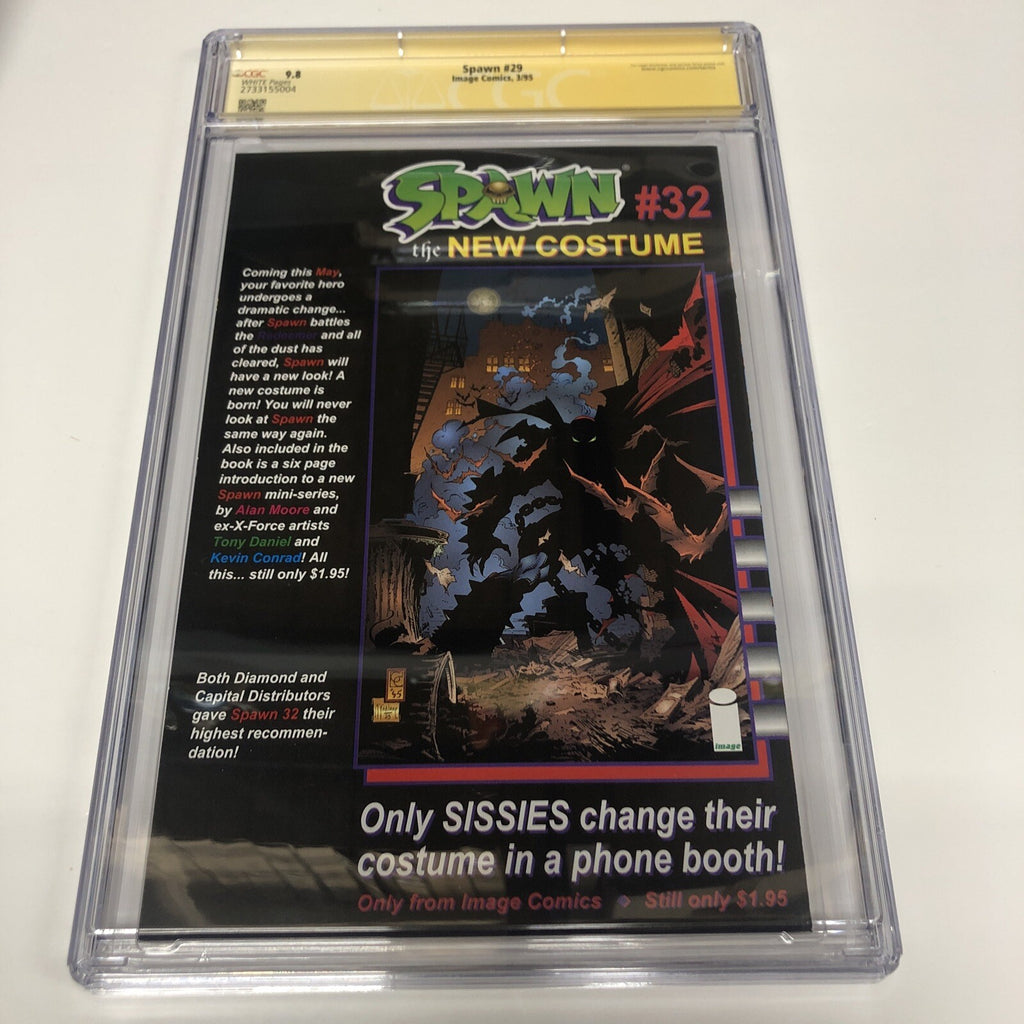 CGC 9.8
WHITE Pages
2733155004
Spawn #29
Image Comics, 3/95
CGC
SPAWN #32
the NEW COSTUME
Coming this May,
your favorite hero
undergoes a
dramatic change...
after Spawn battles
the Redeemer and all
of the dust has
cleared, Spawn will
have a new look! A
new costume is
born! You will never
look at Spawn the
same way again.
Also included in the
book is a six page
introduction to a new
Spawn mini-series,
by Alan Moore and
ex-X-Force artists
Tony Daniel and
Kevin Conrad! All
this... still only $1.95!
Both Diamond and
Capital Distributors
gave Spawn 32 their
highest recommen-
dation!
image
Only SISSIES change their
costume in a phone booth!
Only from Image Comics ◆ Still only $1.95